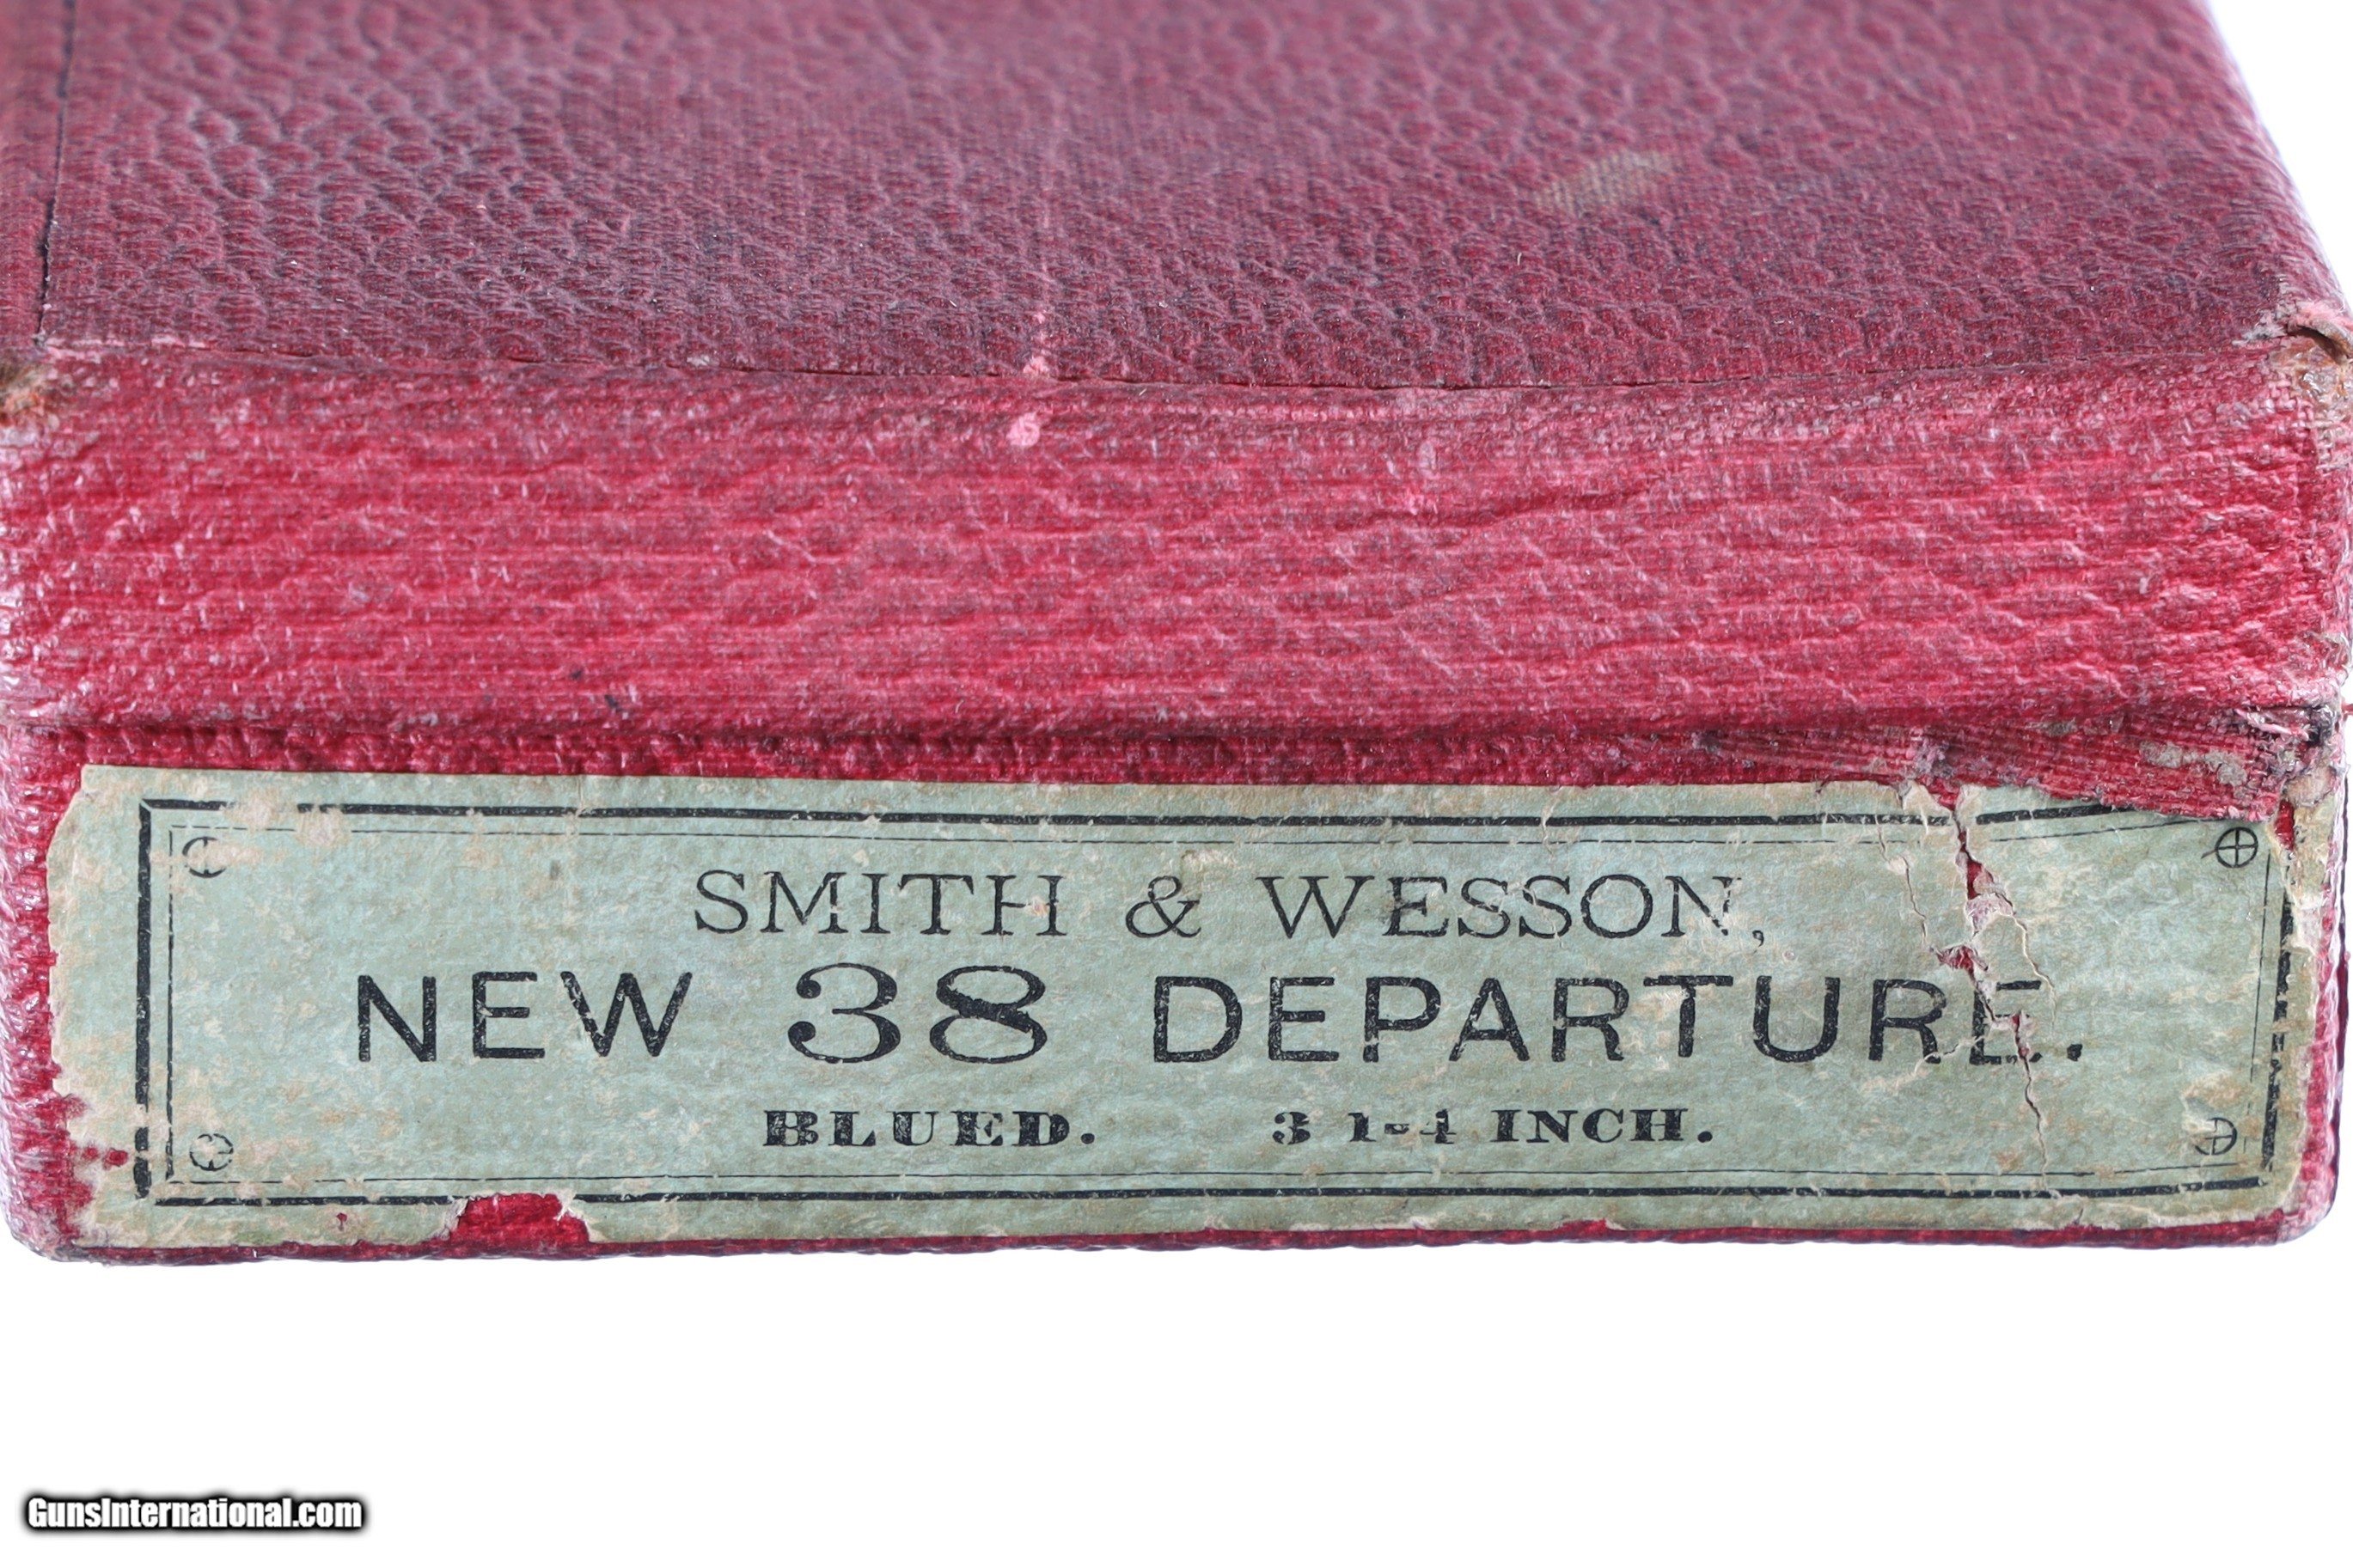 SMITH & WESSON,
NEW 38 DEPARTURE.
BLUED. 3 1-4 INCH.
GunsInternational.com